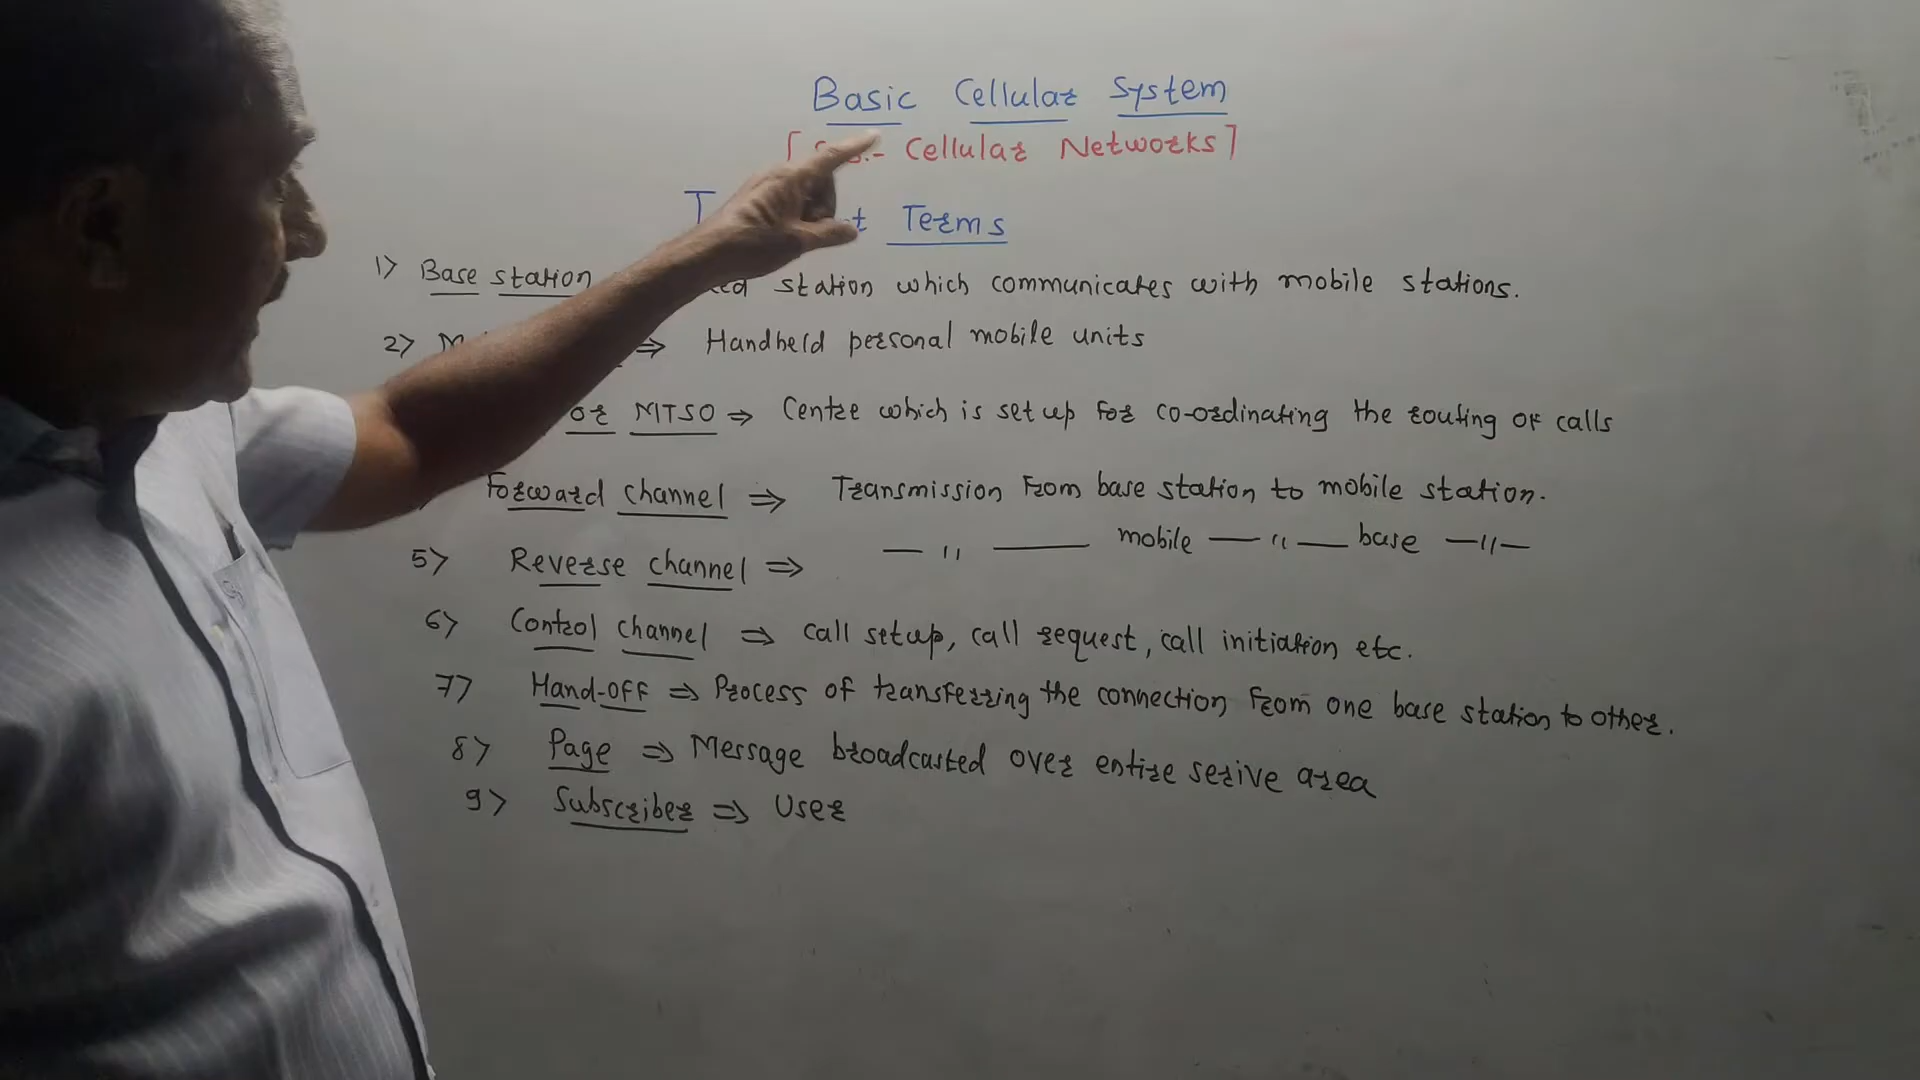 Basic Cellular System
Cellular Networks]
Terms
1) Base station station which communicates with mobile stations.
2) ⇒ Handheld personal mobile units
or MTSO ⇒ Centre which is set up for co-ordinating the routing of calls
Forward channel ⇒ Transmission from base station to mobile station.
5) Reverse channel ⇒ — 〃 — mobile — 〃 — base — 〃 —
6) Control channel ⇒ call setup, call request, call initiation etc.
7) Hand-off ⇒ Process of transferring the connection from one base station to other.
8) Page ⇒ Message broadcasted over entire serive area
9) Subscriber ⇒ User